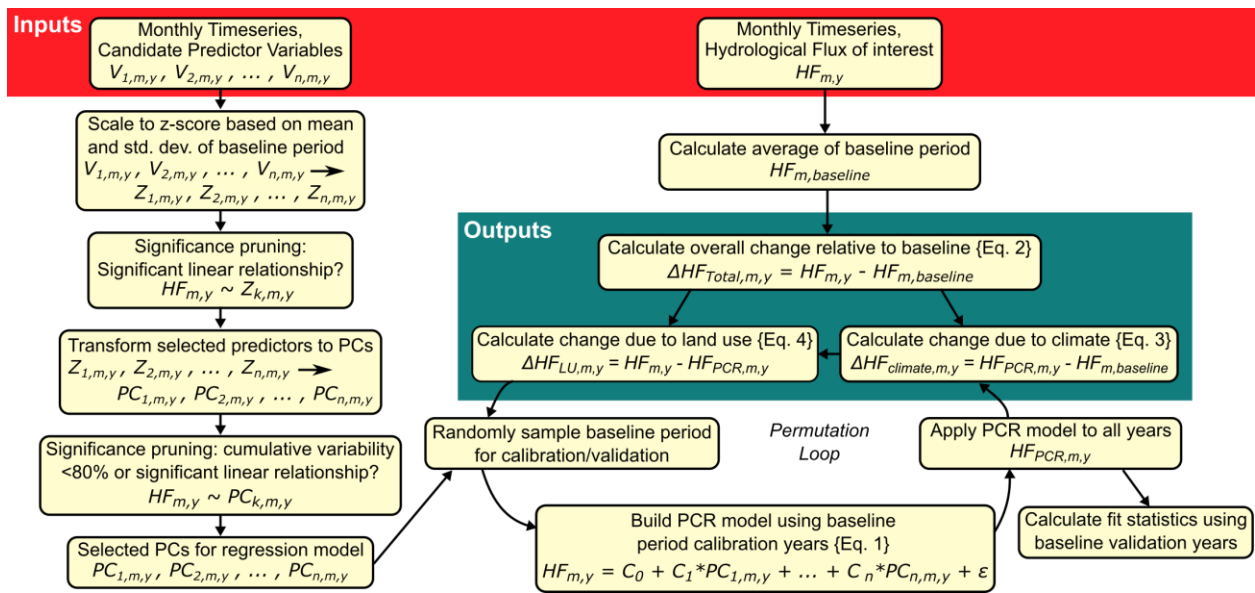 Inputs
Monthly Timeseries,
Candidate Predictor Variables
V1,m,y , V2,m,y , ... , Vn,m,y
Scale to z-score based on mean
and std. dev. of baseline period
V1,m,y , V2,m,y , ... , Vn,m,y →
Z1,m,y , Z2,m,y , ... , Zn,m,y
Significance pruning:
Significant linear relationship?
HFm,y ~ Zk,m,y
Transform selected predictors to PCs
Z1,m,y , Z2,m,y , ... , Zn,m,y →
PC1,m,y , PC2,m,y , ... , PCn,m,y
Significance pruning: cumulative variability
<80% or significant linear relationship?
HFm,y ~ PCk,m,y
Selected PCs for regression model
PC1,m,y , PC2,m,y , ... , PCn,m,y
Monthly Timeseries,
Hydrological Flux of interest
HFm,y
Calculate average of baseline period
HFm,baseline
Outputs
Calculate overall change relative to baseline {Eq. 2}
ΔHFTotal,m,y = HFm,y - HFm,baseline
Calculate change due to land use {Eq. 4}
ΔHFLU,m,y = HFm,y - HFPCR,m,y
Calculate change due to climate {Eq. 3}
ΔHFclimate,m,y = HFPCR,m,y - HFm,baseline
Randomly sample baseline period
for calibration/validation
Permutation
Loop
Apply PCR model to all years
HFPCR,m,y
Build PCR model using baseline
period calibration years {Eq. 1}
HFm,y = C0 + C1*PC1,m,y + ... + Cn*PCn,m,y + ε
Calculate fit statistics using
baseline validation years